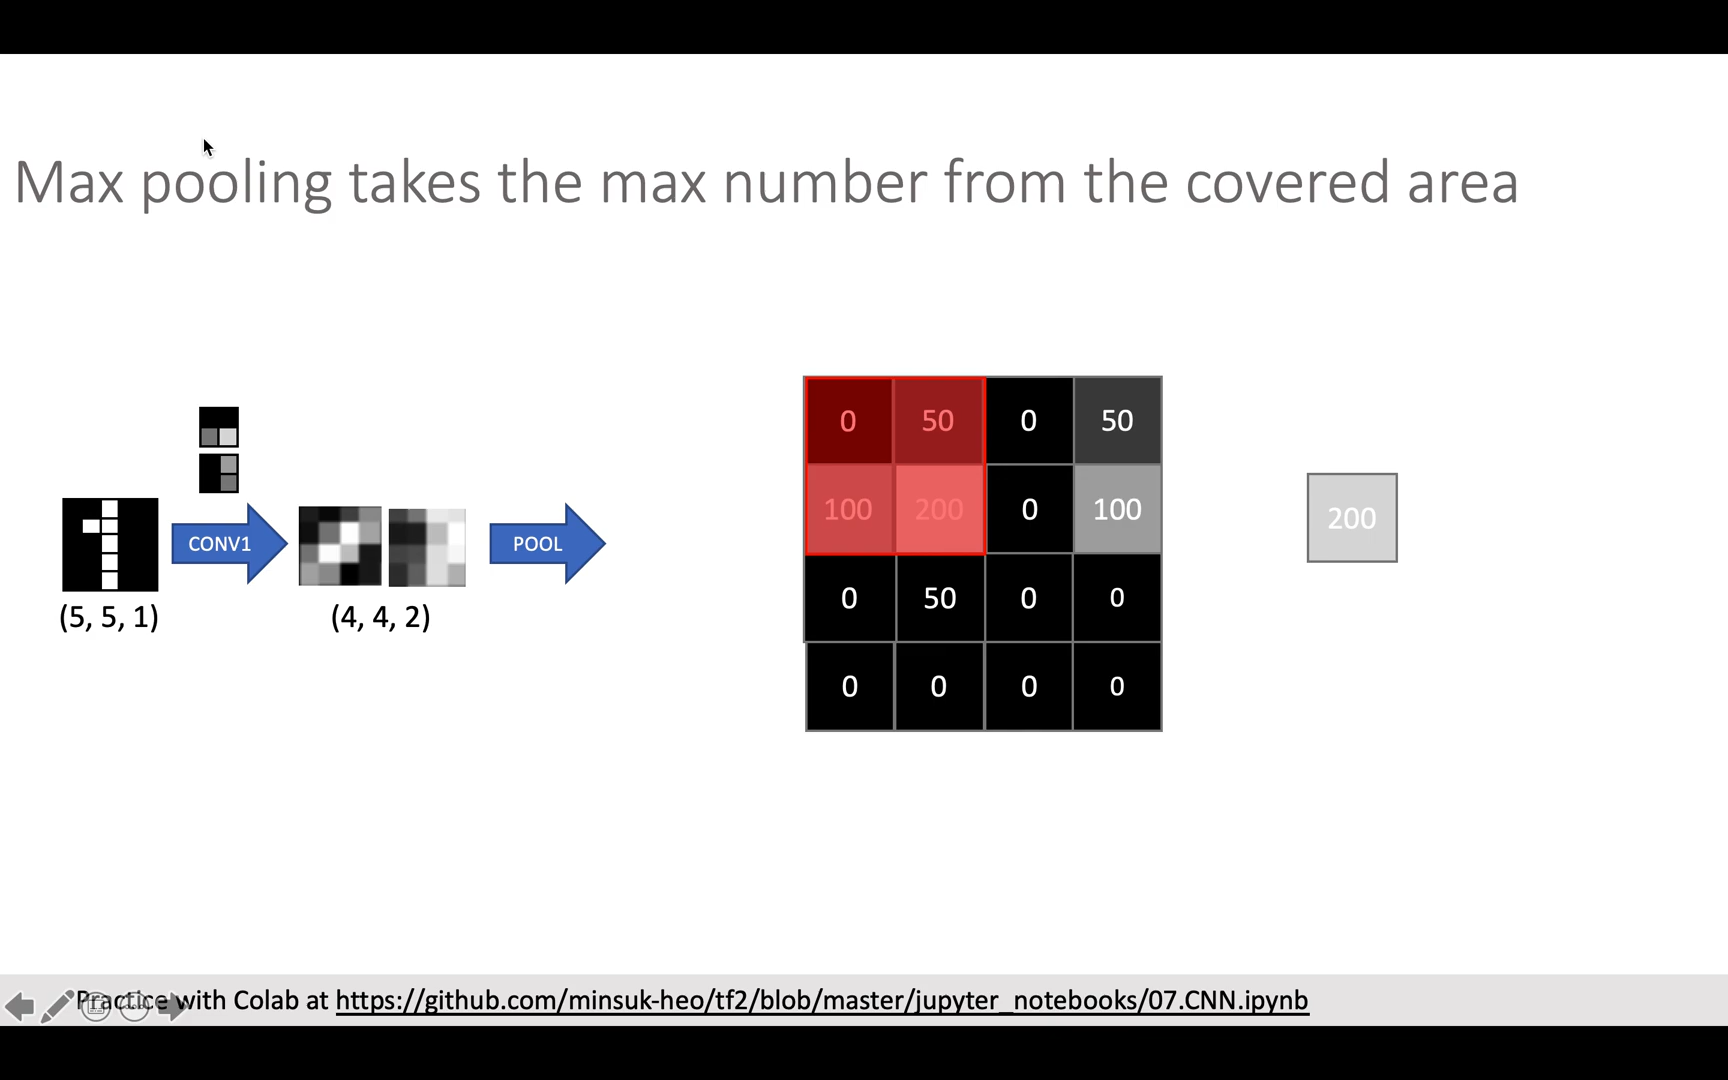 Max pooling takes the max number from the covered area
0 50 0 50
100 200 0 100
200
CONV1
POOL
0 50 0 0
(5, 5, 1)
(4, 4, 2)
0 0 0 0
Practice with Colab at https://github.com/minsuk-heo/tf2/blob/master/jupyter_notebooks/07.CNN.ipynb